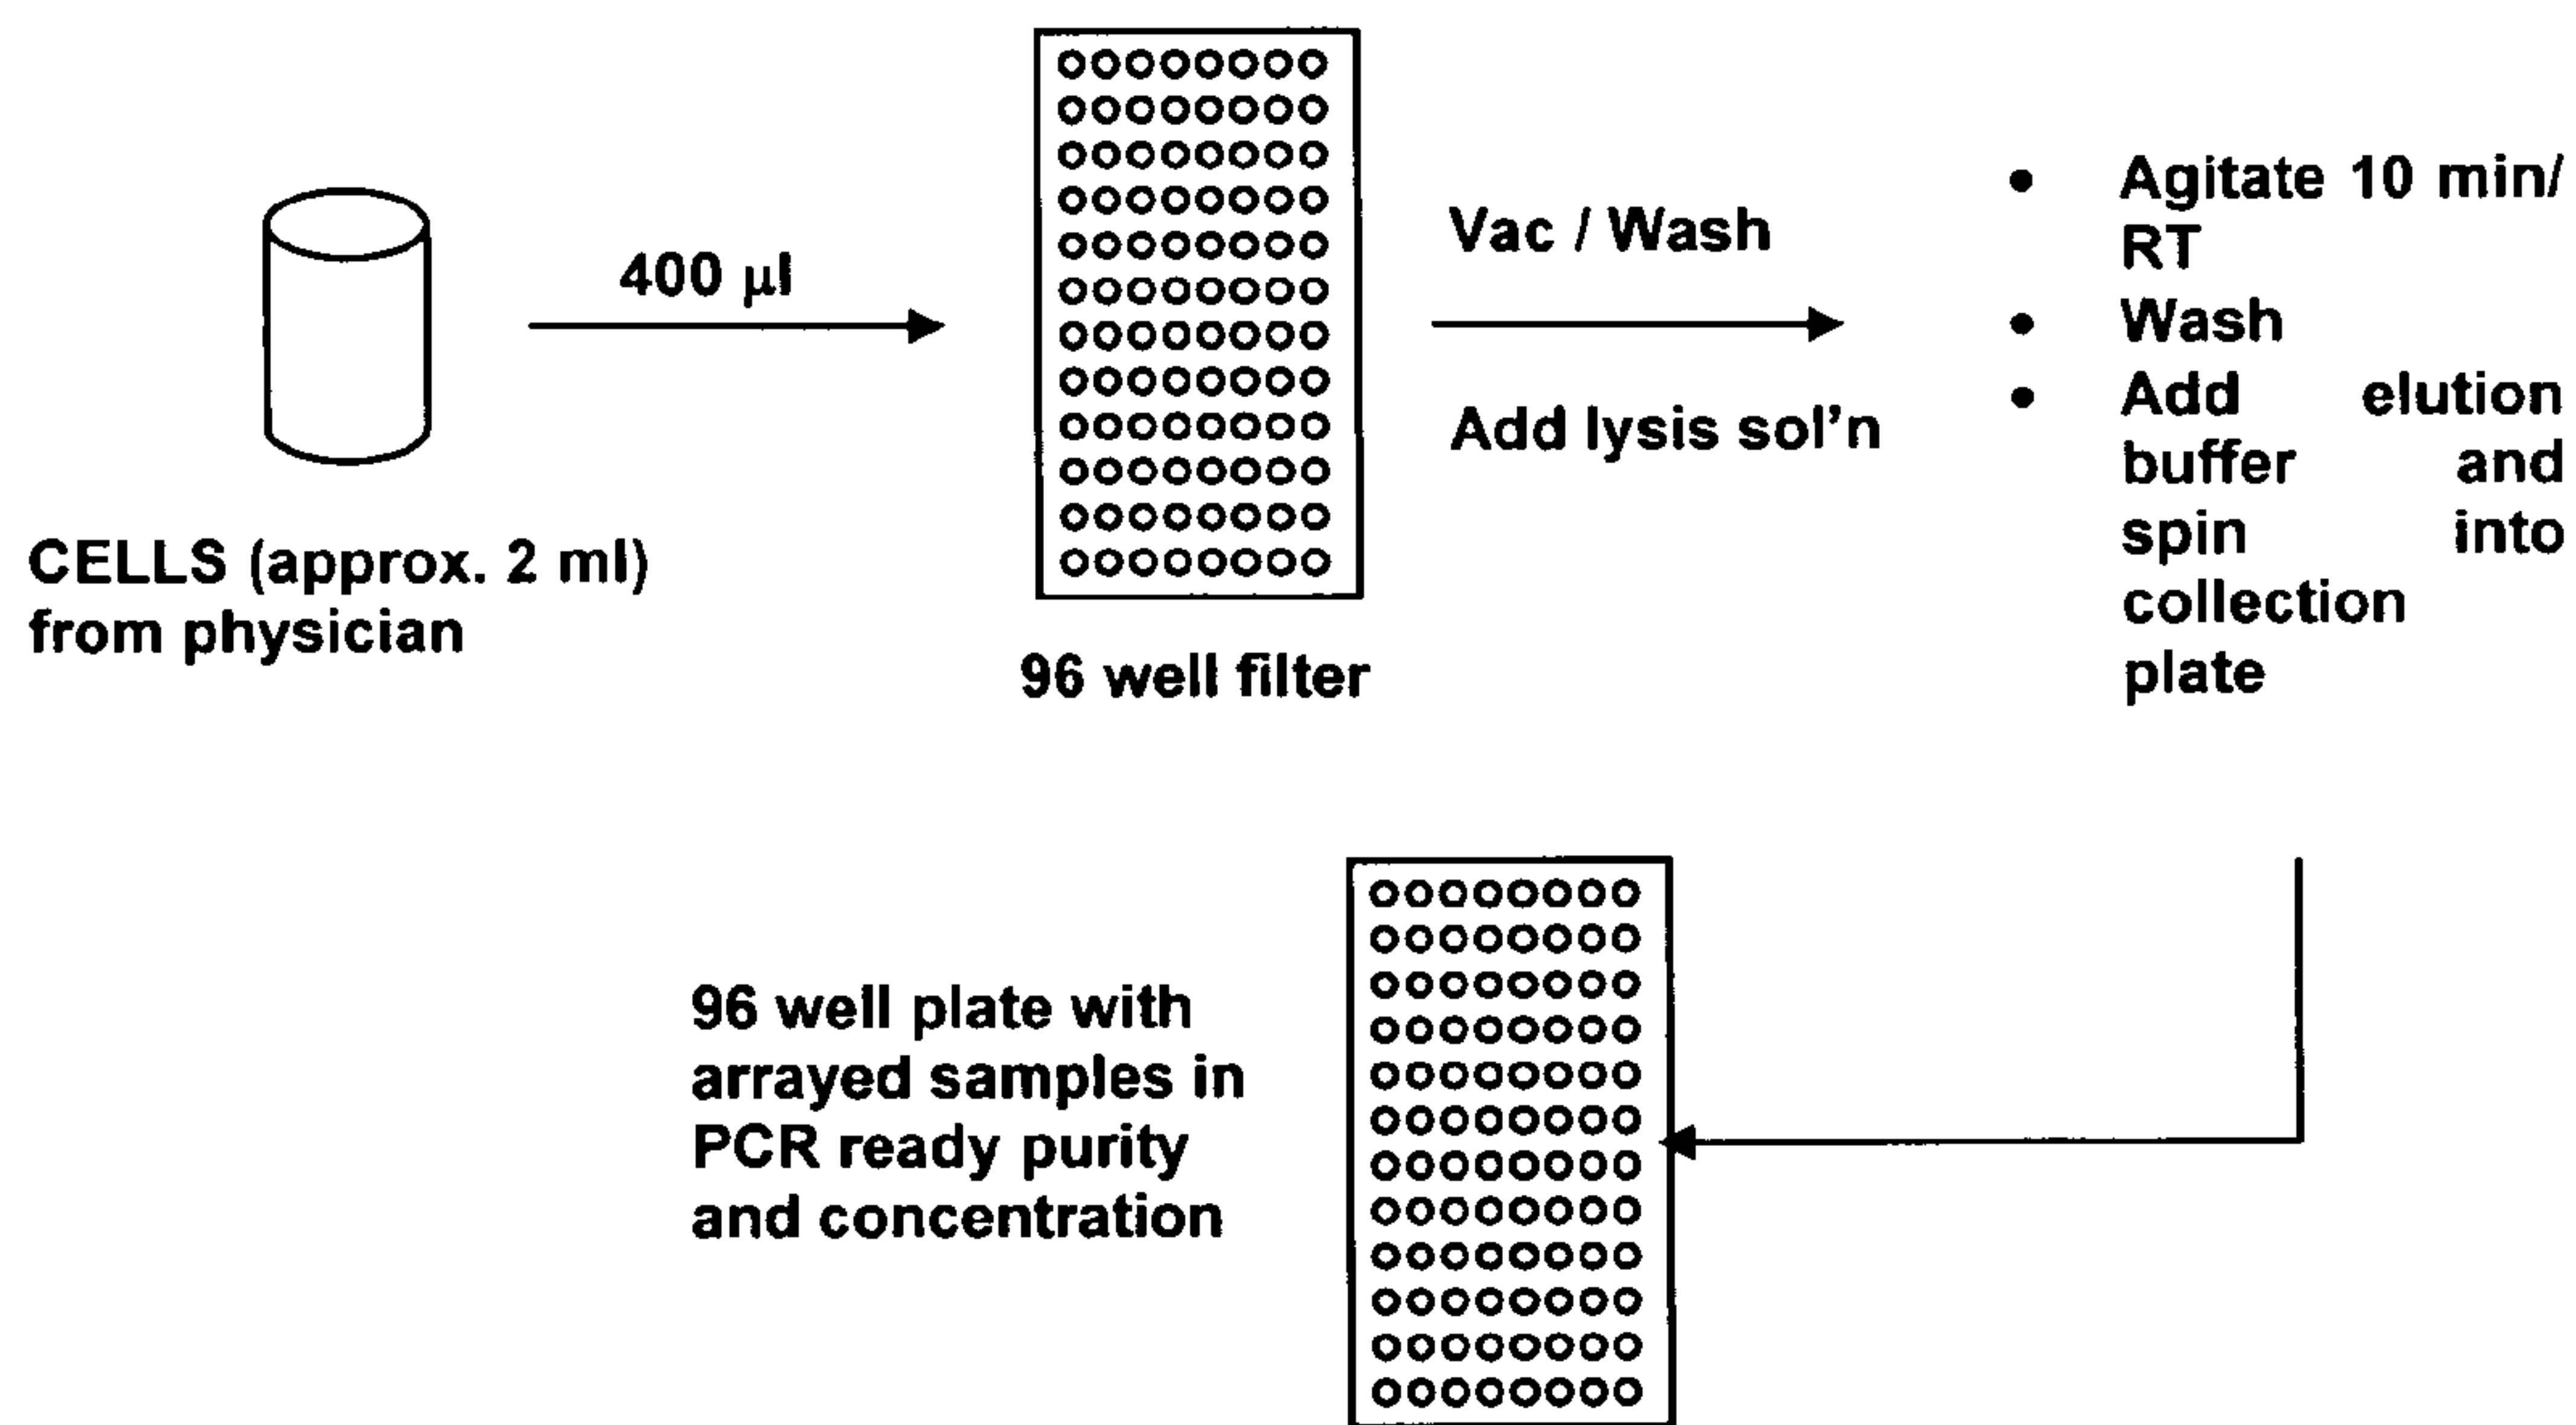 CELLS (approx. 2 ml)
from physician
400 µl
96 well filter
Vac / Wash
Add lysis sol’n
• Agitate 10 min/
RT
• Wash
• Add elution
buffer and
spin into
collection
plate
96 well plate with
arrayed samples in
PCR ready purity
and concentration